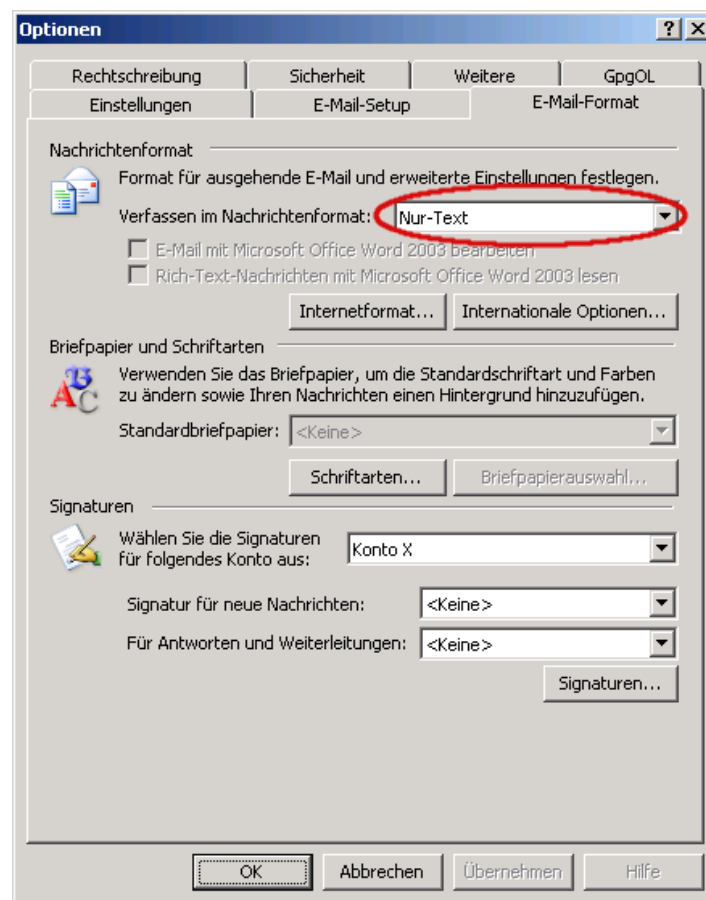 Optionen
Rechtschreibung Sicherheit Weitere GpgOL
Einstellungen E-Mail-Setup E-Mail-Format
Nachrichtenformat
Format für ausgehende E-Mail und erweiterte Einstellungen festlegen.
Verfassen im Nachrichtenformat: Nur-Text
E-Mail mit Microsoft Office Word 2003 bearbeiten
Rich-Text-Nachrichten mit Microsoft Office Word 2003 lesen
Internetformat... Internationale Optionen...
Briefpapier und Schriftarten
Verwenden Sie das Briefpapier, um die Standardschriftart und Farben
zu ändern sowie Ihren Nachrichten einen Hintergrund hinzuzufügen.
Standardbriefpapier: <Keine>
Schriftarten... Briefpapierauswahl...
Signaturen
Wählen Sie die Signaturen
für folgendes Konto aus: Konto X
Signatur für neue Nachrichten: <Keine>
Für Antworten und Weiterleitungen: <Keine>
Signaturen...
OK Abbrechen Übernehmen Hilfe